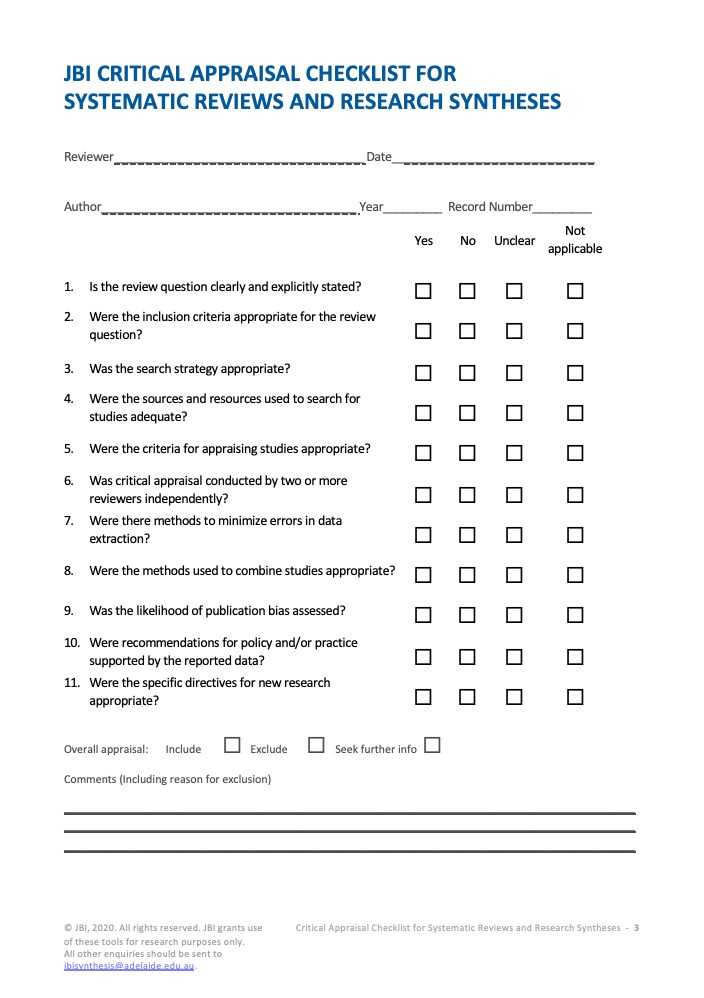 JBI CRITICAL APPRAISAL CHECKLIST FOR
SYSTEMATIC REVIEWS AND RESEARCH SYNTHESES
Reviewer Date
Author Year Record Number
Yes No Unclear Not applicable
1. Is the review question clearly and explicitly stated?
2. Were the inclusion criteria appropriate for the review
question?
3. Was the search strategy appropriate?
4. Were the sources and resources used to search for
studies adequate?
5. Were the criteria for appraising studies appropriate?
6. Was critical appraisal conducted by two or more
reviewers independently?
7. Were there methods to minimize errors in data
extraction?
8. Were the methods used to combine studies appropriate?
9. Was the likelihood of publication bias assessed?
10. Were recommendations for policy and/or practice
supported by the reported data?
11. Were the specific directives for new research
appropriate?
Overall appraisal: Include Exclude Seek further info
Comments (Including reason for exclusion)
© JBI, 2020. All rights reserved. JBI grants use
of these tools for research purposes only.
All other enquiries should be sent to
jbisynthesis@adelaide.edu.au.
Critical Appraisal Checklist for Systematic Reviews and Research Syntheses - 3